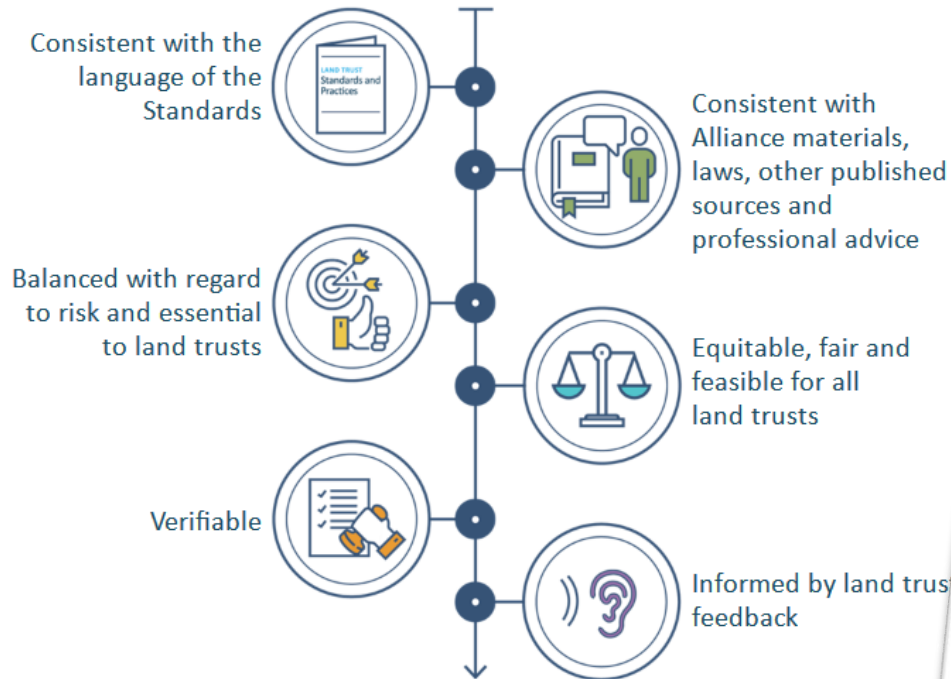 Consistent with the
language of the
Standards
LAND TRUST
Standards and
Practices
Consistent with
Alliance materials,
laws, other published
sources and
professional advice
Balanced with regard
to risk and essential
to land trusts
Equitable, fair and
feasible for all
land trusts
Verifiable
Informed by land trust
feedback